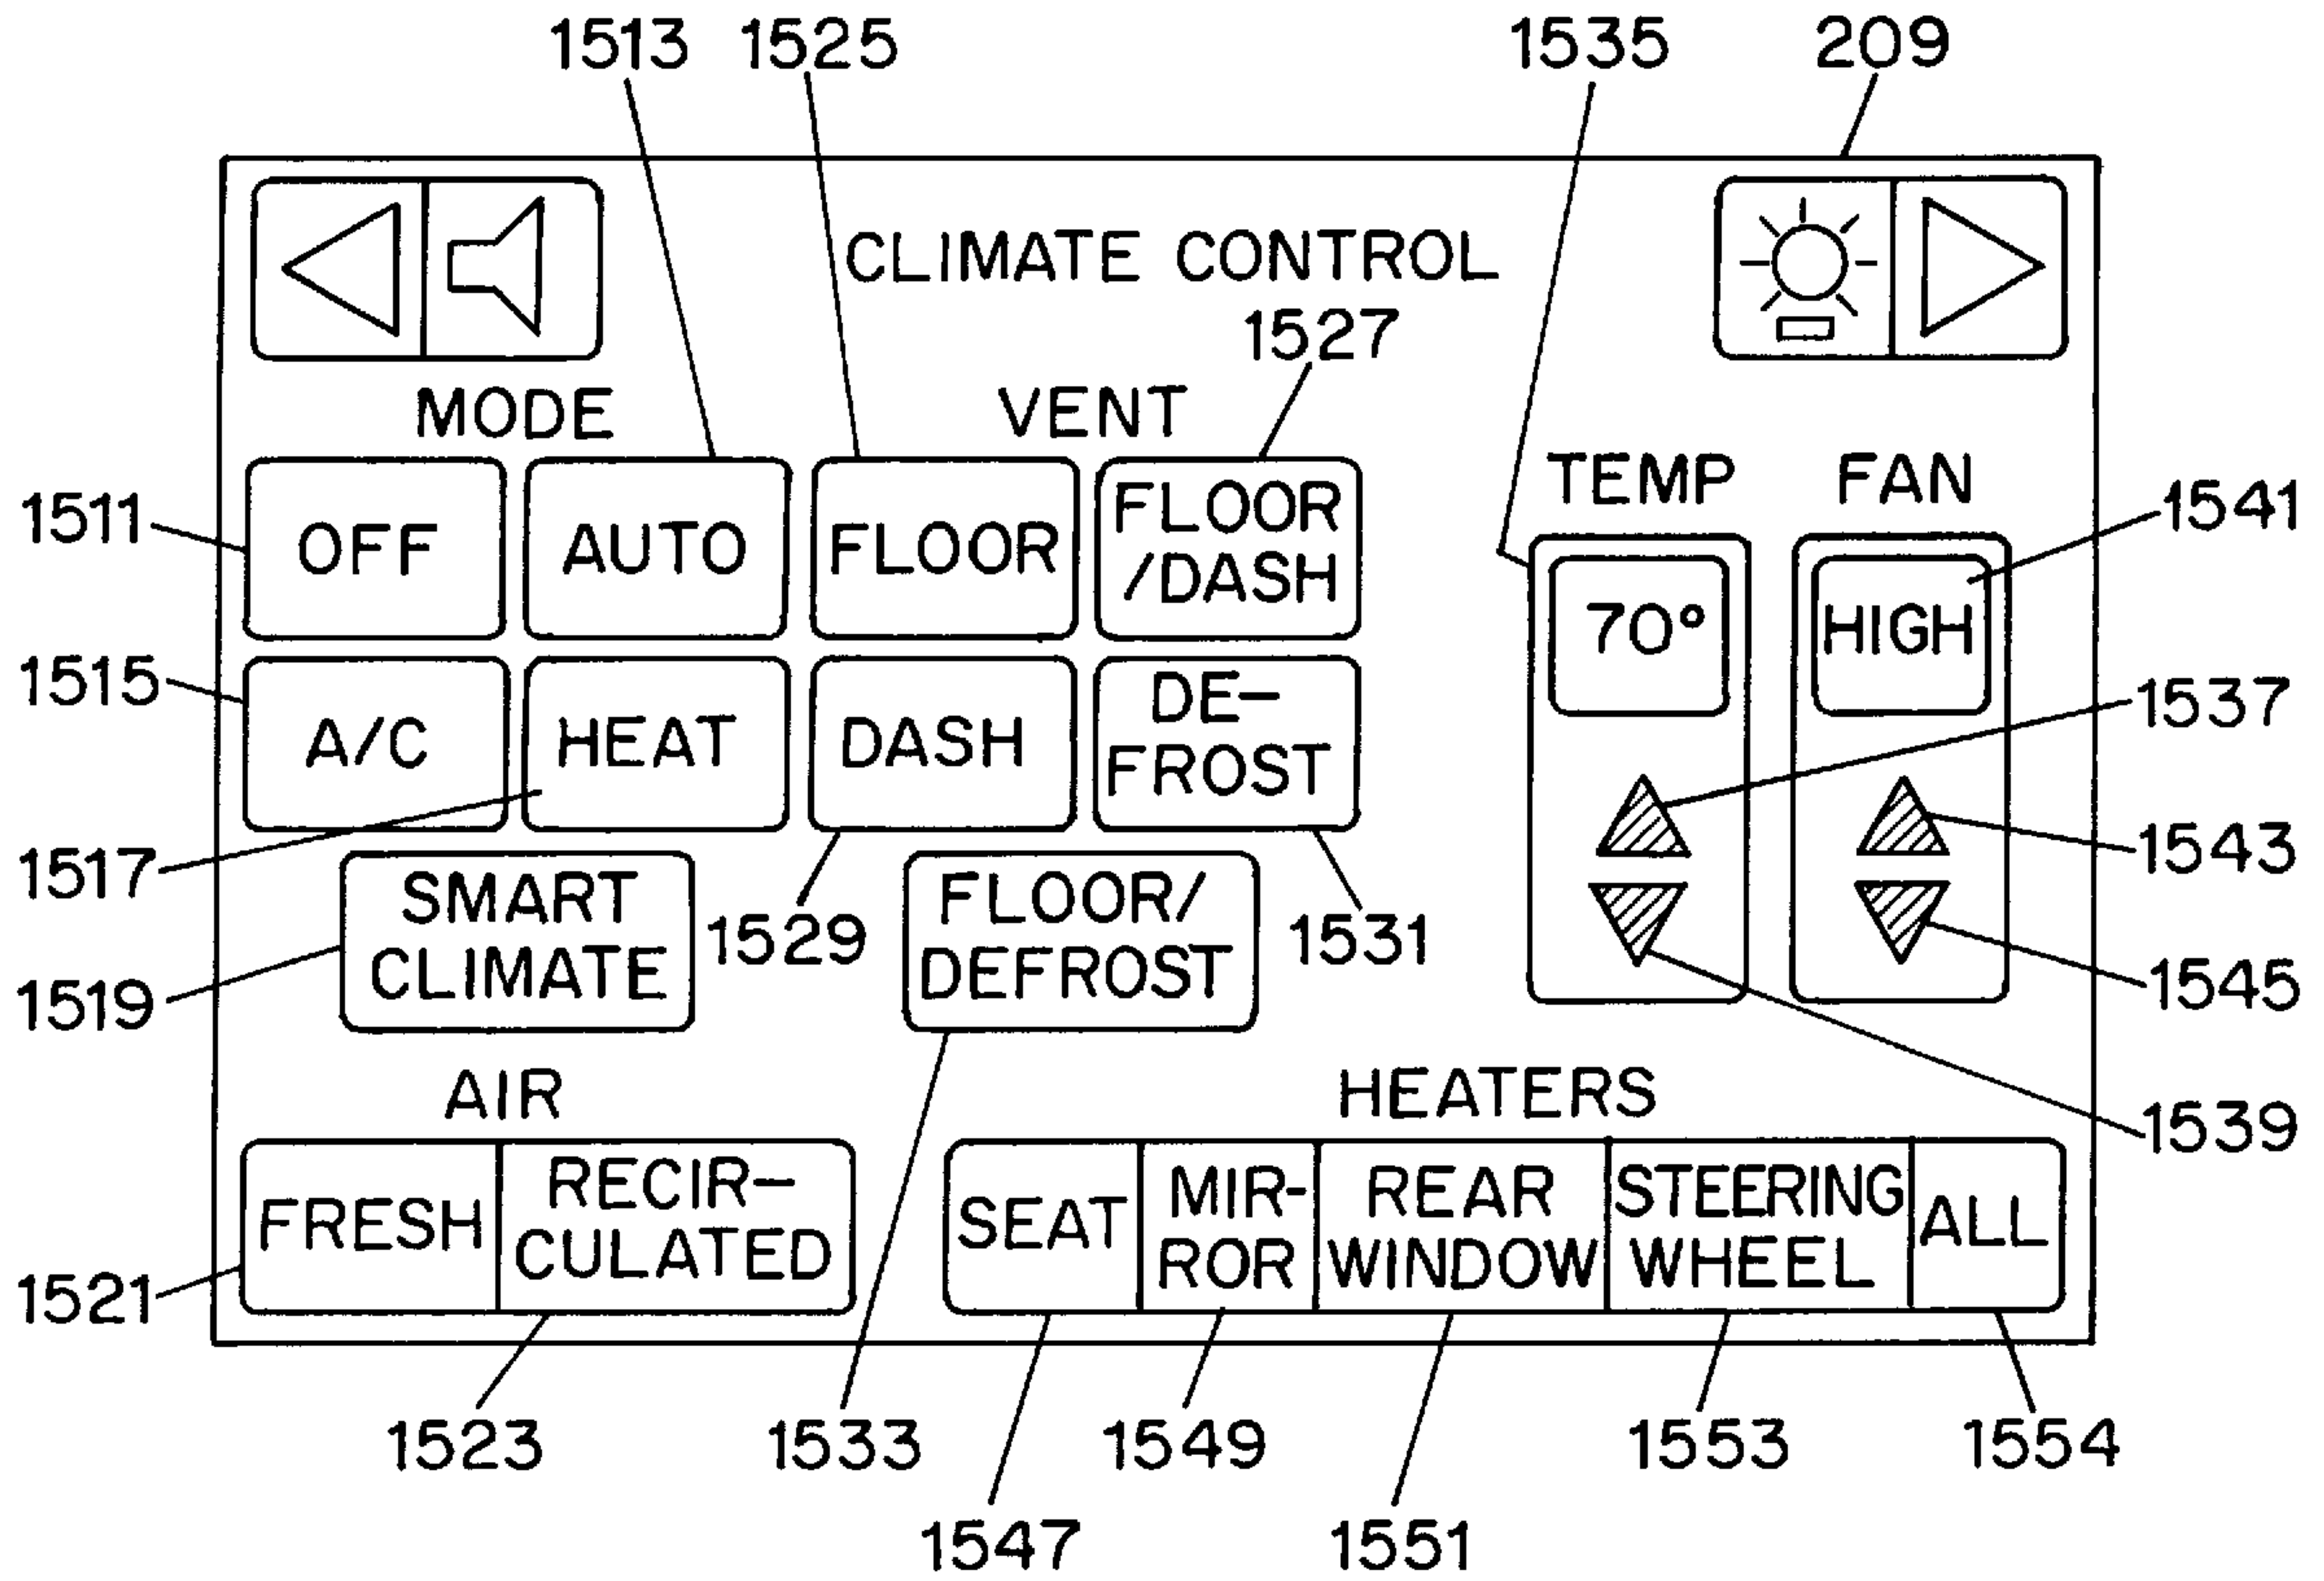 1513 1525 1535 209
CLIMATE CONTROL
1527
MODE VENT
TEMP FAN
1511 OFF AUTO FLOOR FLOOR
/DASH
70° HIGH 1541
1515 A/C HEAT DASH DE-
FROST
1537
1517
1543
1519 SMART
CLIMATE
1529 FLOOR/
DEFROST
1531
1545
AIR HEATERS
1539
1521 FRESH RECIR-
CULATED
SEAT MIR-
ROR
REAR
WINDOW
STEERING
WHEEL
ALL
1523 1533 1549 1553 1554
1547 1551